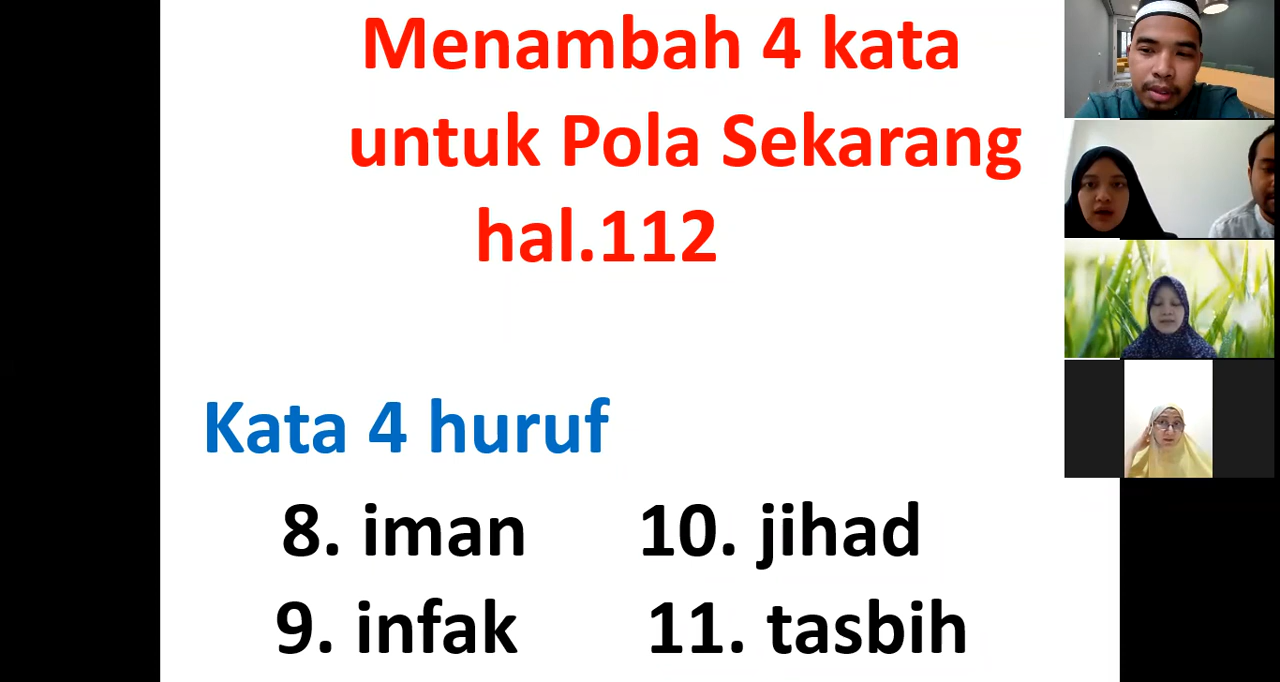 Menambah 4 kata
untuk Pola Sekarang
hal.112
Kata 4 huruf
8. iman 10. jihad
9. infak 11. tasbih